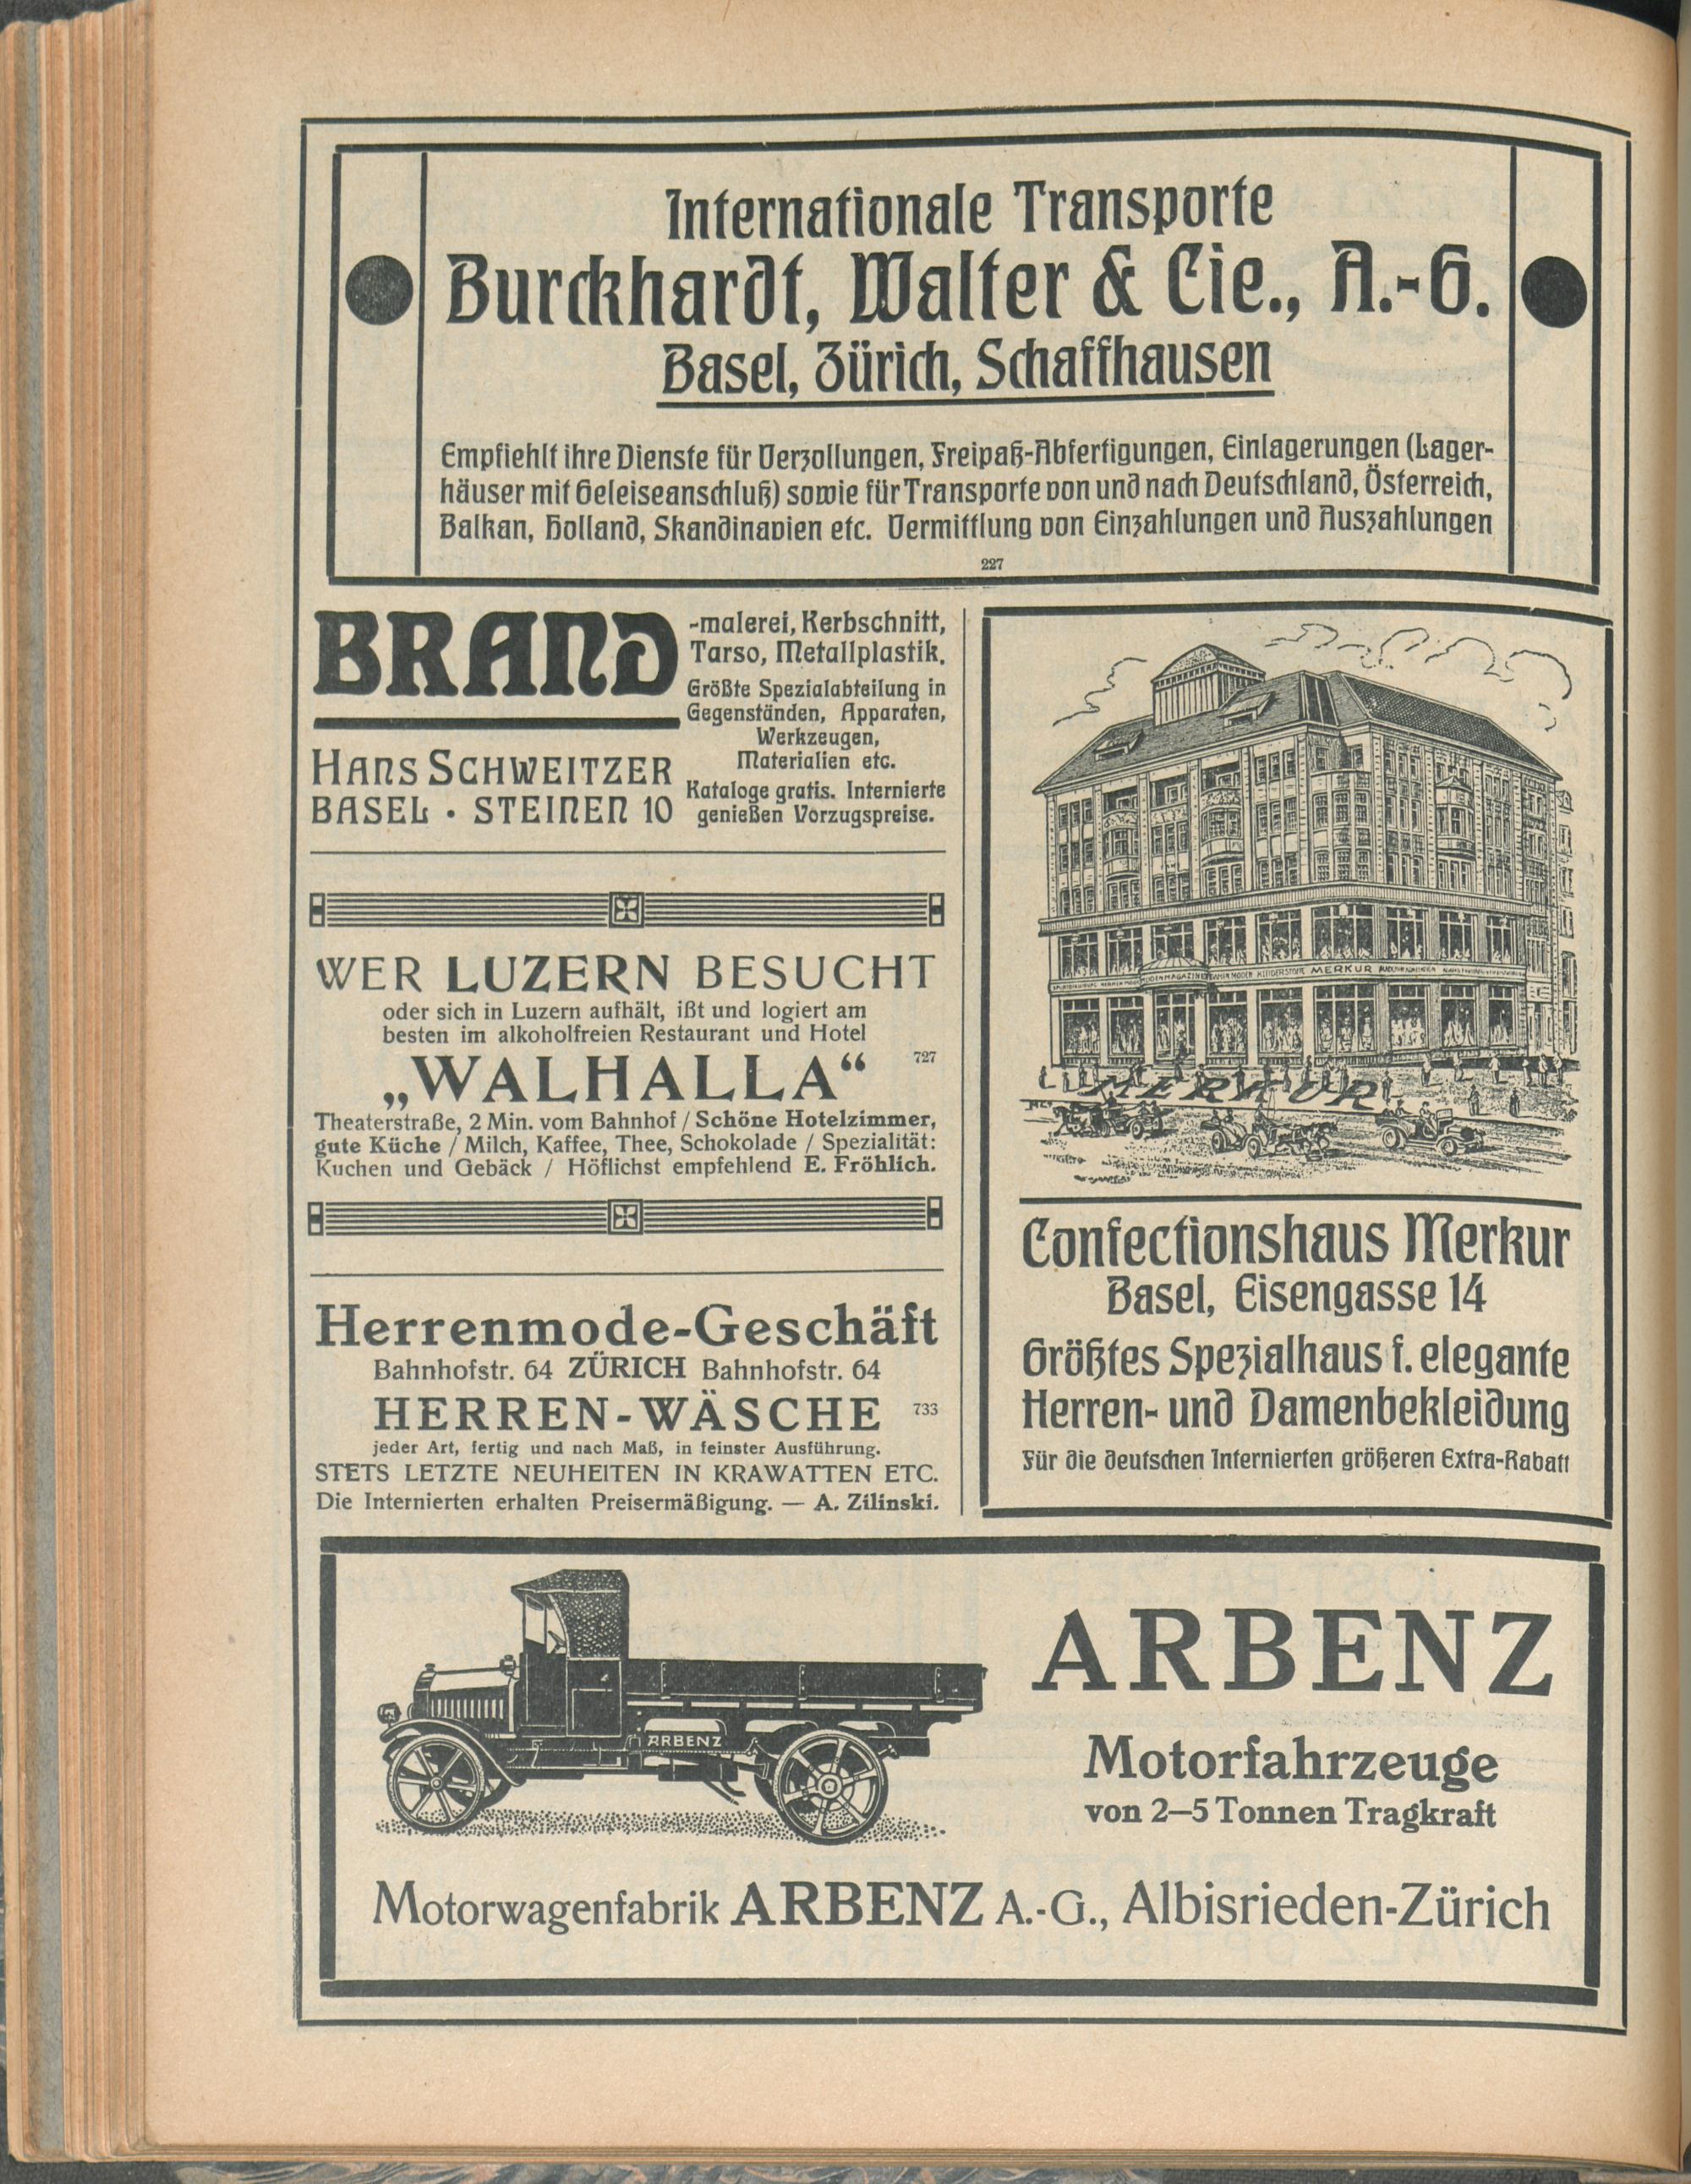 Internationale Transporte
Burckhardt, Walter & Cie., A.-G.
Basel, Zürich, Schaffhausen
Empfiehlt ihre Dienste für Verzollungen, Freipaß-Abfertigungen, Einlagerungen (Lager-
häuser mit Geleiseanschluß) sowie für Transporte von und nach Deutschland, Österreich,
Balkan, Holland, Skandinavien etc. Vermittlung von Einzahlungen und Auszahlungen
227
BRAND
-malerei, Kerbschnitt,
Tarso, Metallplastik.
Größte Spezialabteilung in
Gegenständen, Apparaten,
Werkzeugen,
Materialien etc.
Kataloge gratis. Internierte
genießen Vorzugspreise.
HANS SCHWEITZER
BASEL · STEINEN 10
WER LUZERN BESUCHT
oder sich in Luzern aufhält, ißt und logiert am
besten im alkoholfreien Restaurant und Hotel
„WALHALLA“ 727
Theaterstraße, 2 Min. vom Bahnhof / Schöne Hotelzimmer,
gute Küche / Milch, Kaffee, Thee, Schokolade / Spezialität:
Kuchen und Gebäck / Höflichst empfehlend E. Fröhlich.
Herrenmode-Geschäft
Bahnhofstr. 64 ZÜRICH Bahnhofstr. 64
HERREN-WÄSCHE 733
jeder Art, fertig und nach Maß, in feinster Ausführung.
STETS LETZTE NEUHEITEN IN KRAWATTEN ETC.
Die Internierten erhalten Preisermäßigung. — A. Zilinski.
MERKUR
MERKUR
Confectionshaus Merkur
Basel, Eisengasse 14
Größtes Spezialhaus f. elegante
Herren- und Damenbekleidung
Für die deutschen Internierten größeren Extra-Rabatt
ARBENZ
ARBENZ
Motorfahrzeuge
von 2–5 Tonnen Tragkraft
Motorwagenfabrik ARBENZ A.-G., Albisrieden-Zürich